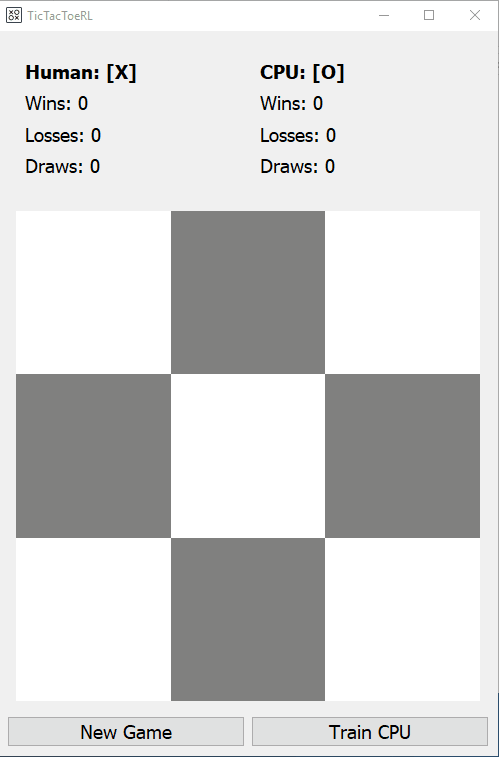 TicTacToeRL
Human: [X]
Wins: 0
Losses: 0
Draws: 0
CPU: [O]
Wins: 0
Losses: 0
Draws: 0
New Game
Train CPU